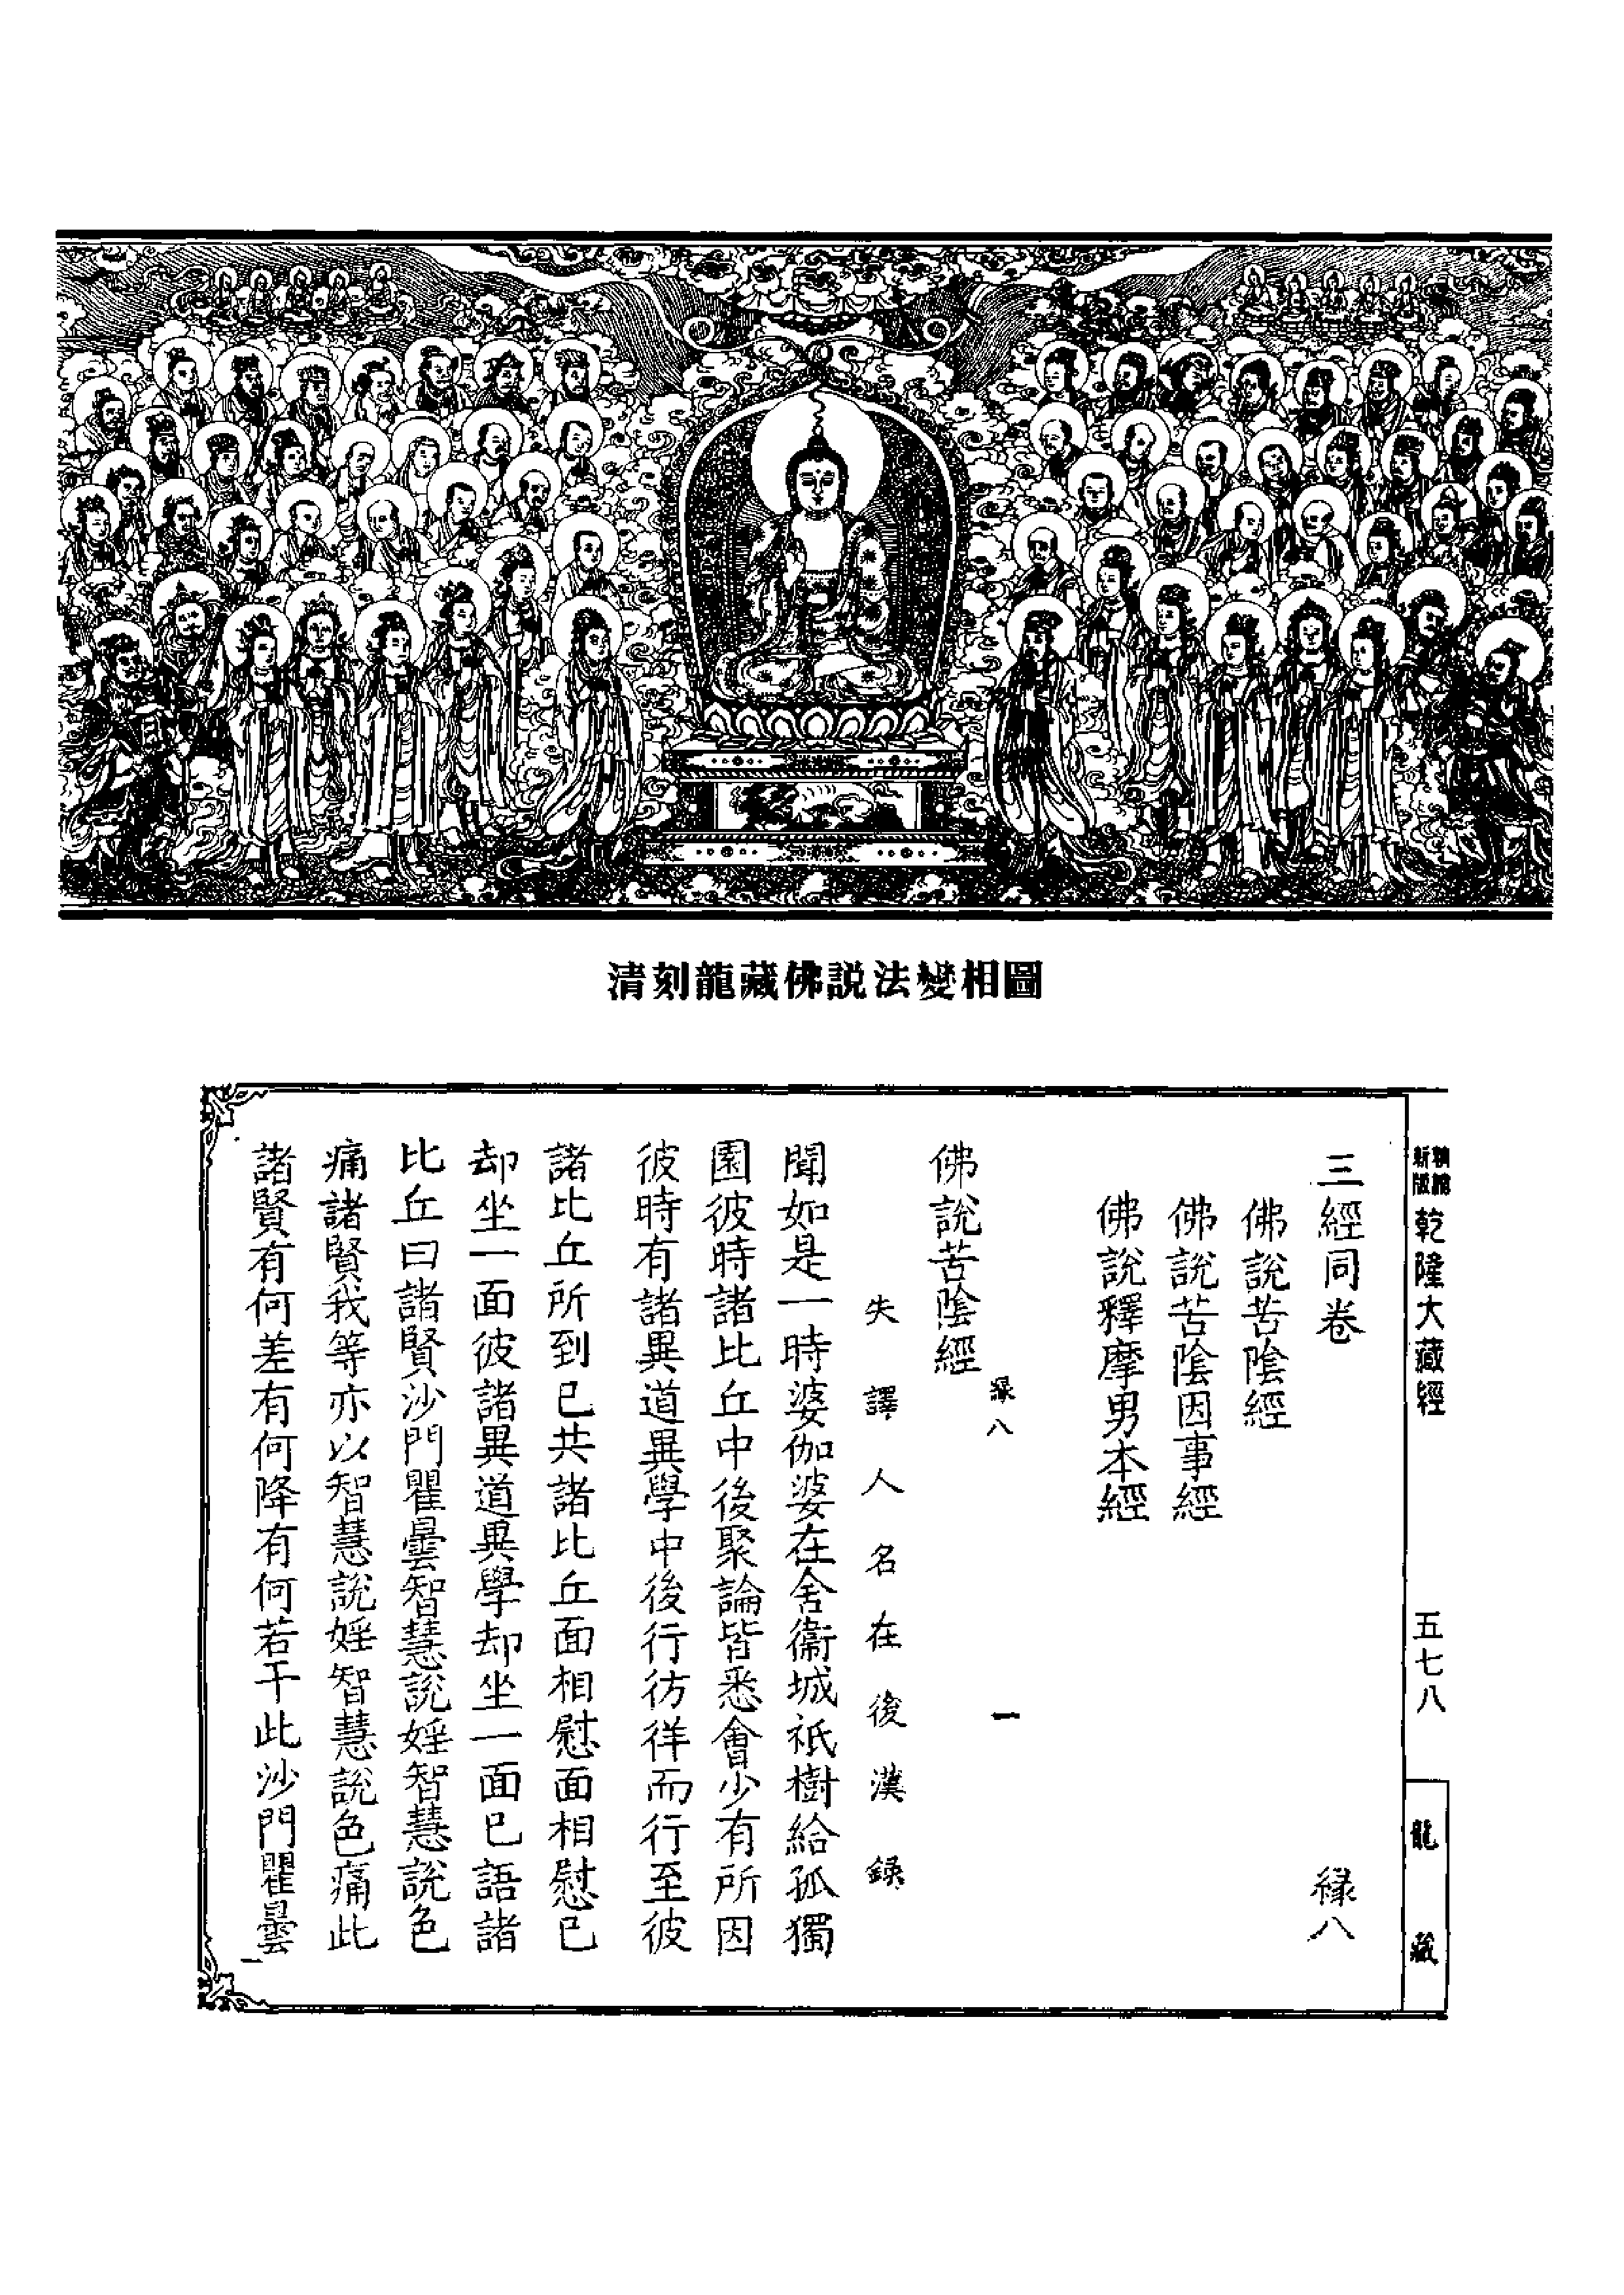 清刻龍藏佛説法變相圖
新版
精縮
乾隆大藏經
五七八
龍藏
三經同卷
緑八
佛說苦陰經
佛說苦陰因事經
佛說釋摩男本經
緑八
一
佛說苦陰經
失譯人名在後漢錄
聞如是一時婆伽婆在舍衞城祇樹給孤獨
園彼時諸比丘中後聚論皆悉會少有所因
彼時有諸異道異學中後行彷徉而行至彼
諸比丘所到已共諸比丘面相慰面相慰已
却坐一面彼諸異道異學却坐一面已語諸
比丘曰諸賢沙門瞿曇智慧說婬智慧說色
痛諸賢我等亦以智慧說婬智慧說色痛此
諸賢有何差有何降有何若干此沙門瞿曇
一